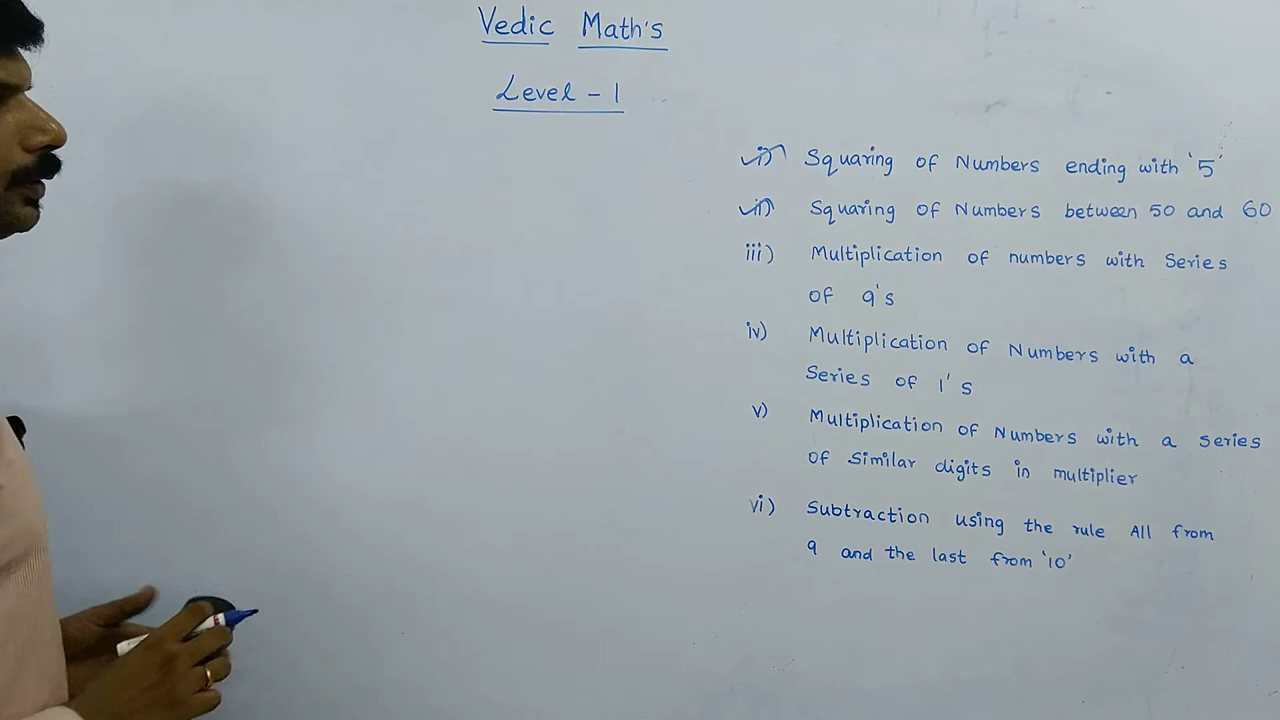 Vedic Math's
Level - 1
i) Squaring of Numbers ending with '5'
ii) Squaring of Numbers between 50 and 60
iii) Multiplication of numbers with Series
of 9's
iv) Multiplication of Numbers with a
Series of 1's
v) Multiplication of Numbers with a series
of Similar digits in multiplier
vi) Subtraction using the rule All from
9 and the last from '10'